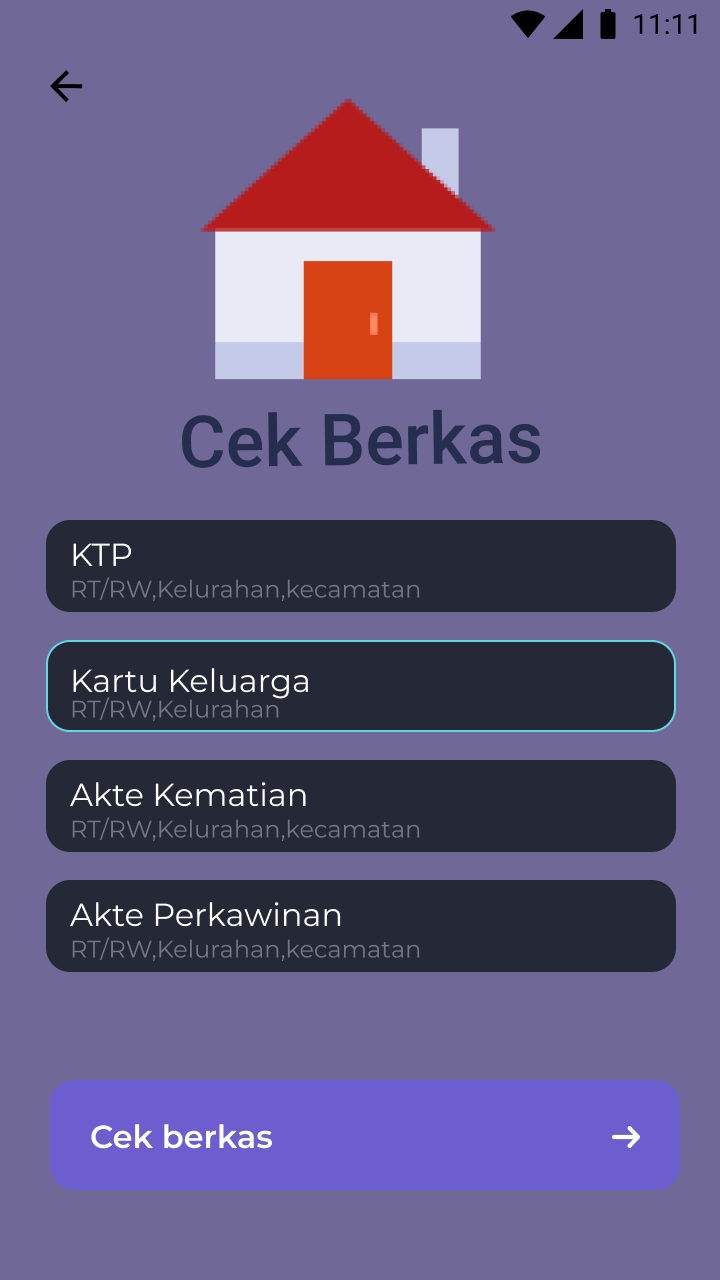 11:11
Cek Berkas
KTP
RT/RW,Kelurahan,kecamatan
Kartu Keluarga
RT/RW,Kelurahan
Akte Kematian
RT/RW,Kelurahan,kecamatan
Akte Perkawinan
RT/RW,Kelurahan,kecamatan
Cek berkas